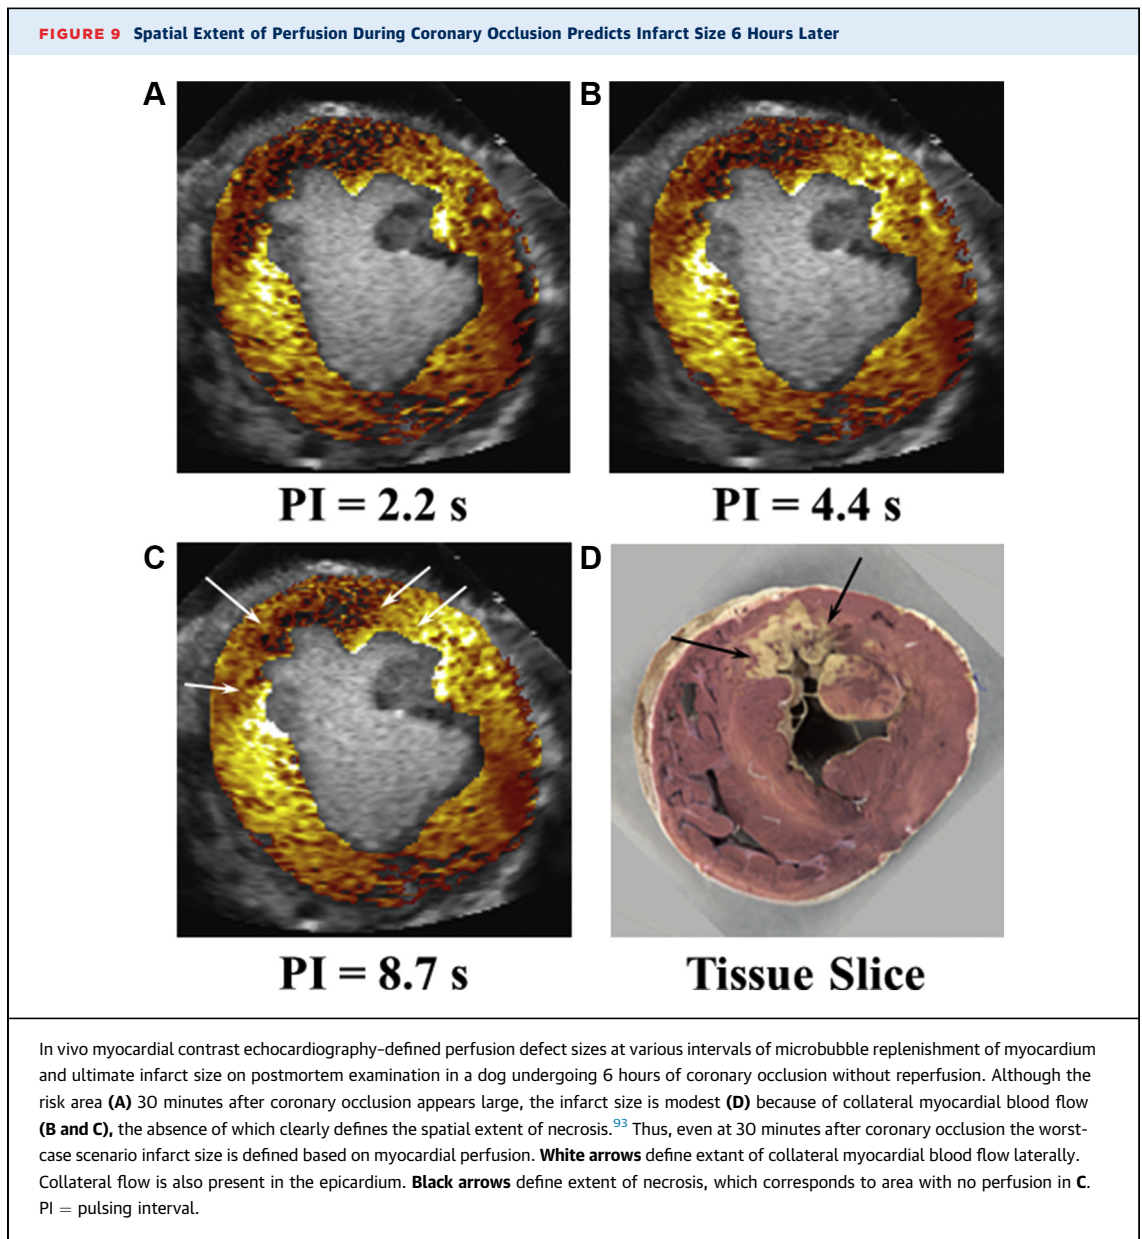 FIGURE 9 Spatial Extent of Perfusion During Coronary Occlusion Predicts Infarct Size 6 Hours Later
A
B
PI = 2.2 s
PI = 4.4 s
C
D
PI = 8.7 s
Tissue Slice
In vivo myocardial contrast echocardiography–defined perfusion defect sizes at various intervals of microbubble replenishment of myocardium
and ultimate infarct size on postmortem examination in a dog undergoing 6 hours of coronary occlusion without reperfusion. Although the
risk area (A) 30 minutes after coronary occlusion appears large, the infarct size is modest (D) because of collateral myocardial blood flow
(B and C), the absence of which clearly defines the spatial extent of necrosis.93 Thus, even at 30 minutes after coronary occlusion the worst-
case scenario infarct size is defined based on myocardial perfusion. White arrows define extant of collateral myocardial blood flow laterally.
Collateral flow is also present in the epicardium. Black arrows define extent of necrosis, which corresponds to area with no perfusion in C.
PI = pulsing interval.